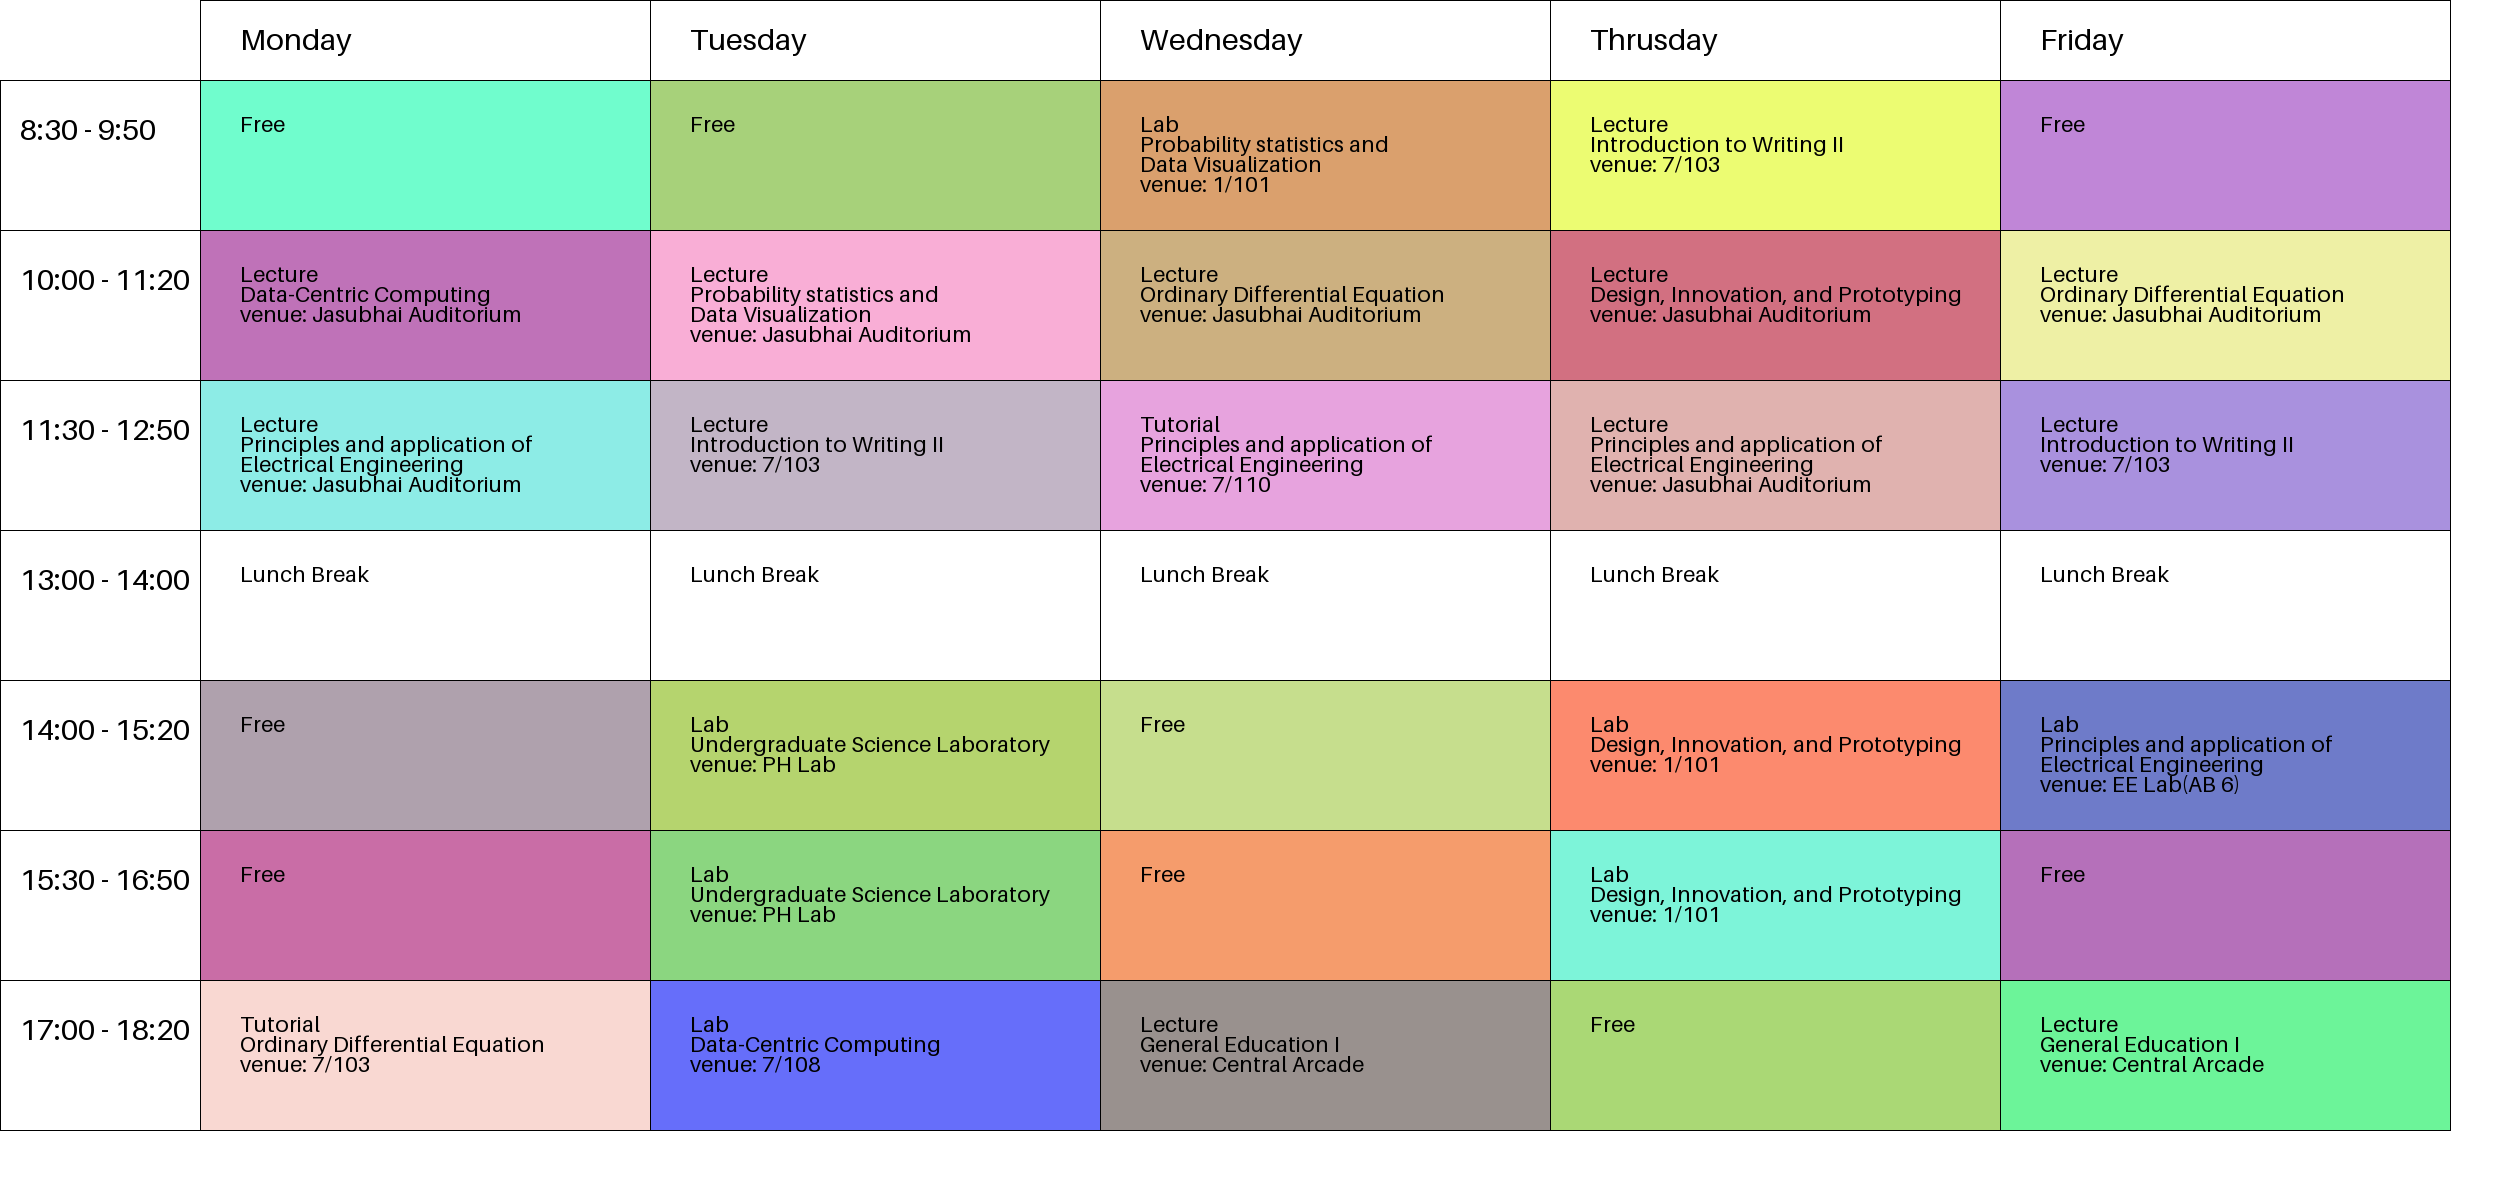 Monday
Tuesday
Wednesday
Thrusday
Friday
8:30 - 9:50
Free
Free
Lab
Probability statistics and
Data Visualization
venue: 1/101
Lecture
Introduction to Writing II
venue: 7/103
Free
10:00 - 11:20
Lecture
Data-Centric Computing
venue: Jasubhai Auditorium
Lecture
Probability statistics and
Data Visualization
venue: Jasubhai Auditorium
Lecture
Ordinary Differential Equation
venue: Jasubhai Auditorium
Lecture
Design, Innovation, and Prototyping
venue: Jasubhai Auditorium
Lecture
Ordinary Differential Equation
venue: Jasubhai Auditorium
11:30 - 12:50
Lecture
Principles and application of
Electrical Engineering
venue: Jasubhai Auditorium
Lecture
Introduction to Writing II
venue: 7/103
Tutorial
Principles and application of
Electrical Engineering
venue: 7/110
Lecture
Principles and application of
Electrical Engineering
venue: Jasubhai Auditorium
Lecture
Introduction to Writing II
venue: 7/103
13:00 - 14:00
Lunch Break
Lunch Break
Lunch Break
Lunch Break
Lunch Break
14:00 - 15:20
Free
Lab
Undergraduate Science Laboratory
venue: PH Lab
Free
Lab
Design, Innovation, and Prototyping
venue: 1/101
Lab
Principles and application of
Electrical Engineering
venue: EE Lab(AB 6)
15:30 - 16:50
Free
Lab
Undergraduate Science Laboratory
venue: PH Lab
Free
Lab
Design, Innovation, and Prototyping
venue: 1/101
Free
17:00 - 18:20
Tutorial
Ordinary Differential Equation
venue: 7/103
Lab
Data-Centric Computing
venue: 7/108
Lecture
General Education I
venue: Central Arcade
Free
Lecture
General Education I
venue: Central Arcade